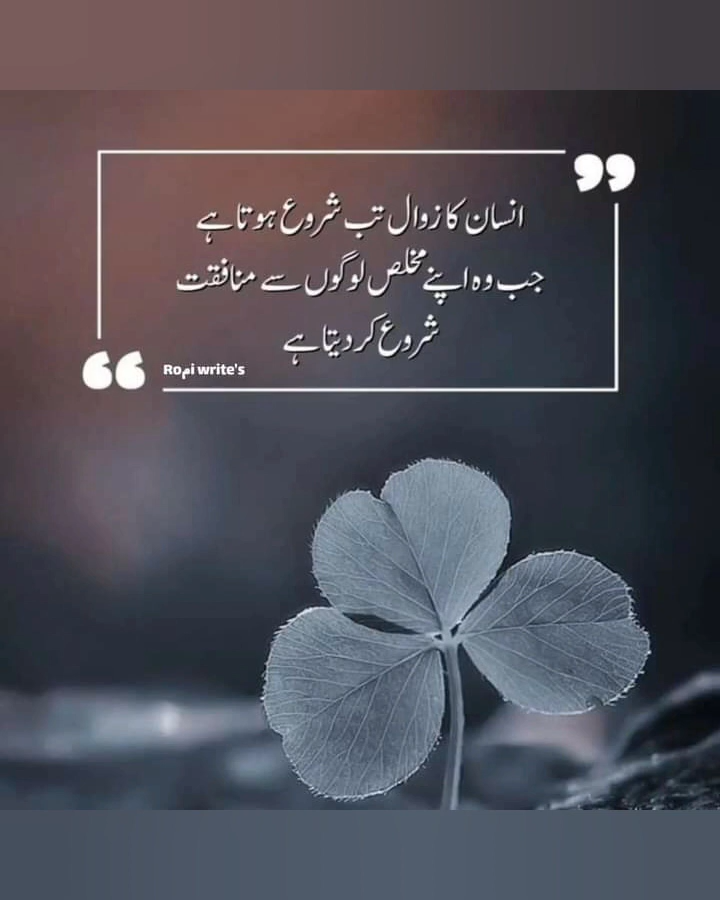 انسان کا زوال تب شروع ہوتا ہے
جب وہ اپنے مخلص لوگوں سے منافقت
شروع کر دیتا ہے
Roمi write's